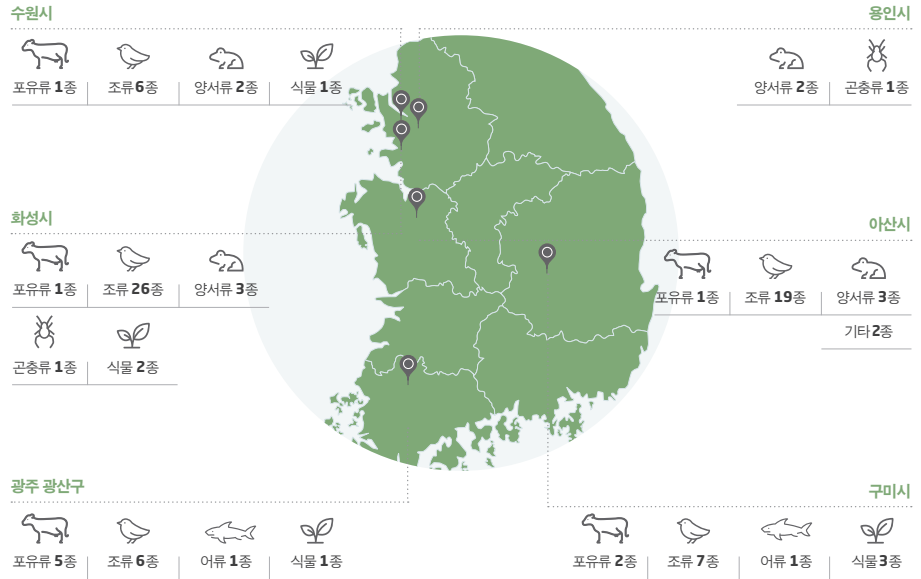 수원시
포유류 1종 조류6종 양서류 2종 식물 1종
용인시
양서류 2종 곤충류 1종
화성시
포유류 1종 조류 26종 양서류 3종
곤충류 1종 식물 2종
아산시
포유류 1종 조류 19종 양서류 3종
기타 2종
광주 광산구
포유류 5종 조류 6종 어류 1종 식물 1종
구미시
포유류 2종 조류 7종 어류 1종 식물3종